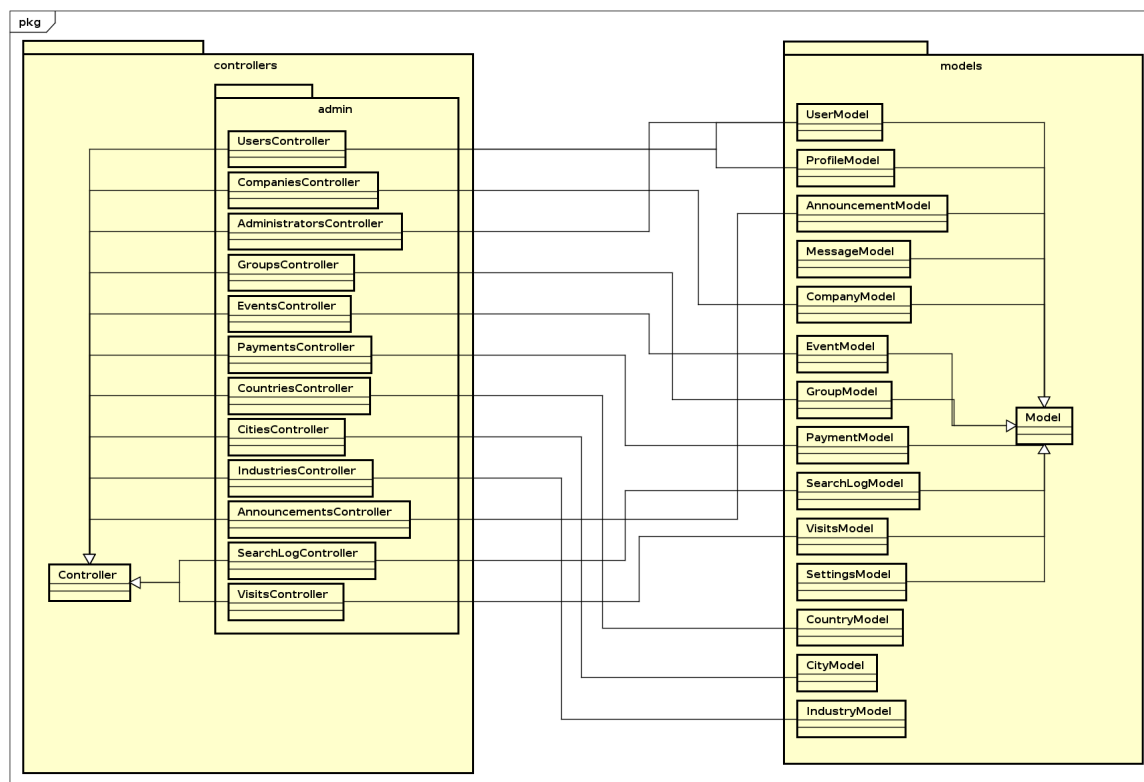 pkg
controllers
admin
UsersController
CompaniesController
AdministratorsController
GroupsController
EventsController
PaymentsController
CountriesController
CitiesController
IndustriesController
AnnouncementsController
SearchLogController
VisitsController
Controller
models
UserModel
ProfileModel
AnnouncementModel
MessageModel
CompanyModel
EventModel
GroupModel
PaymentModel
SearchLogModel
VisitsModel
SettingsModel
CountryModel
CityModel
IndustryModel
Model